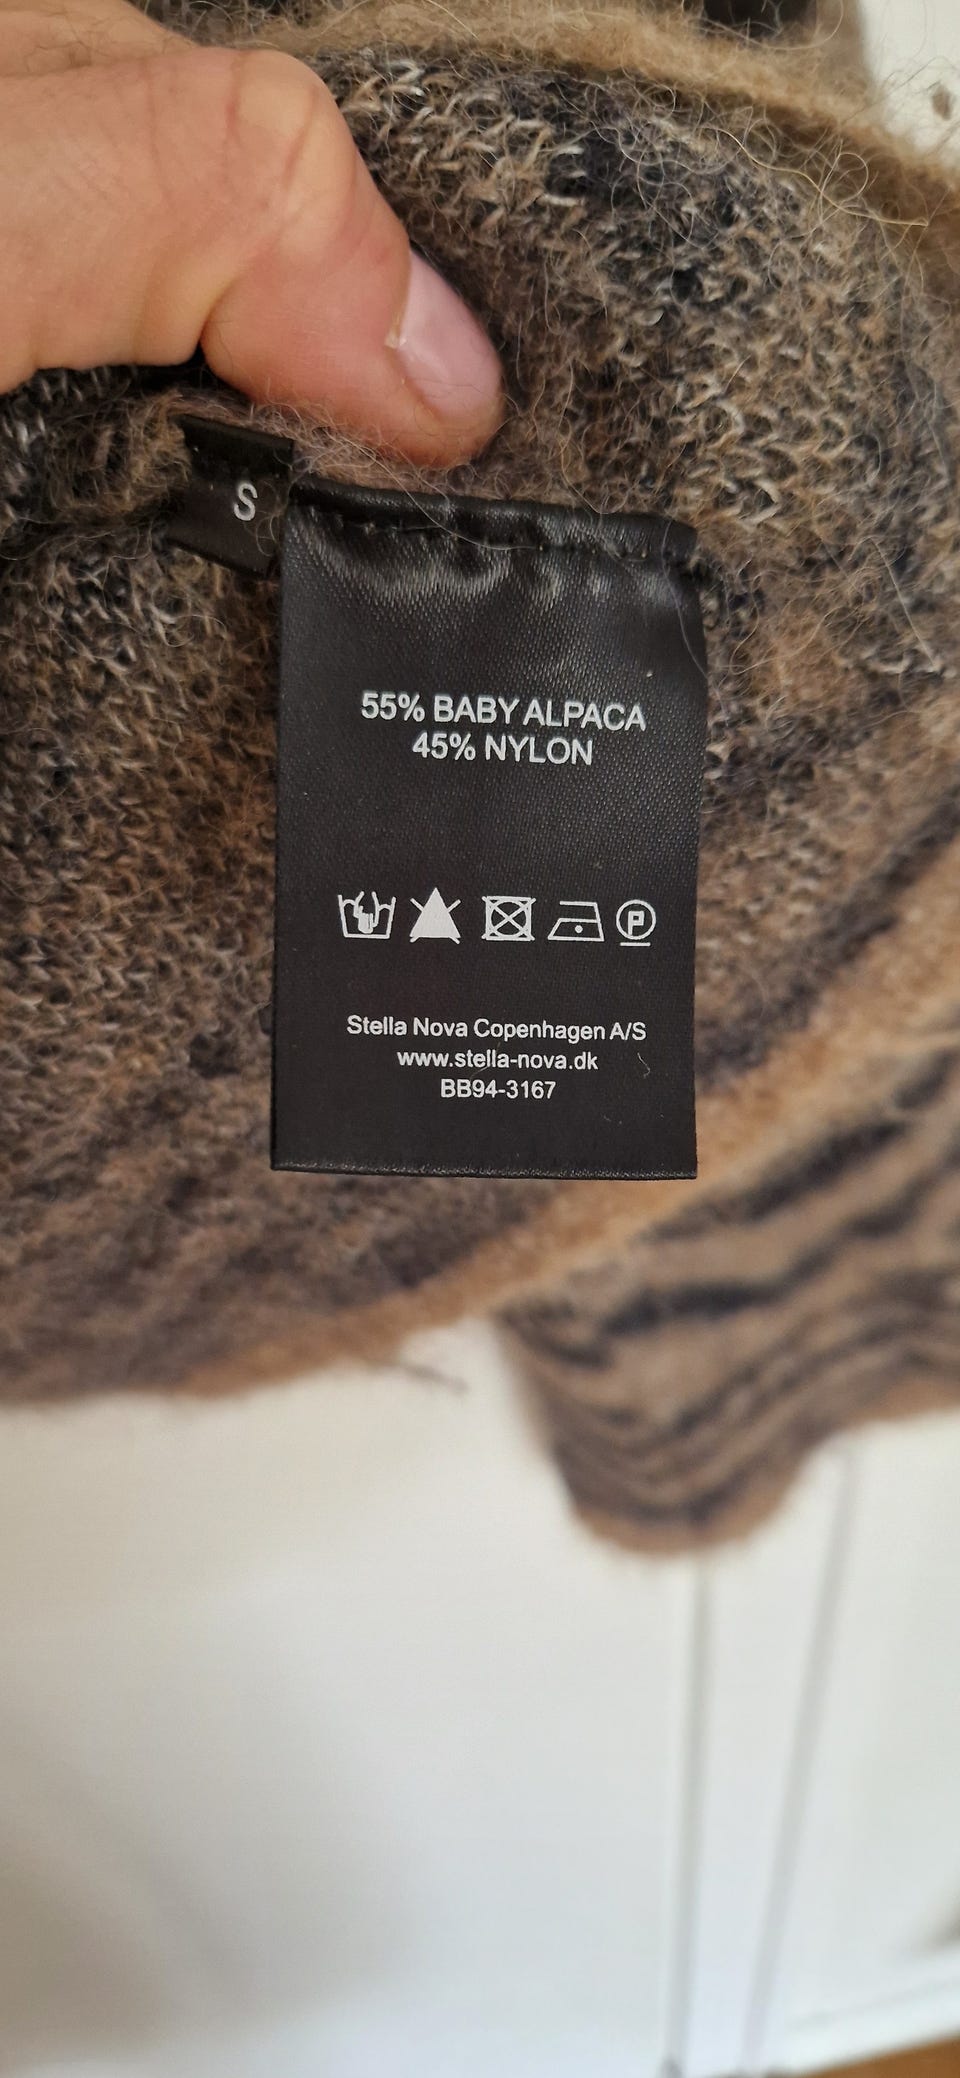 S
55% BABY ALPACA
45% NYLON
P
Stella Nova Copenhagen A/S
www.stella-nova.dk
BB94-3167